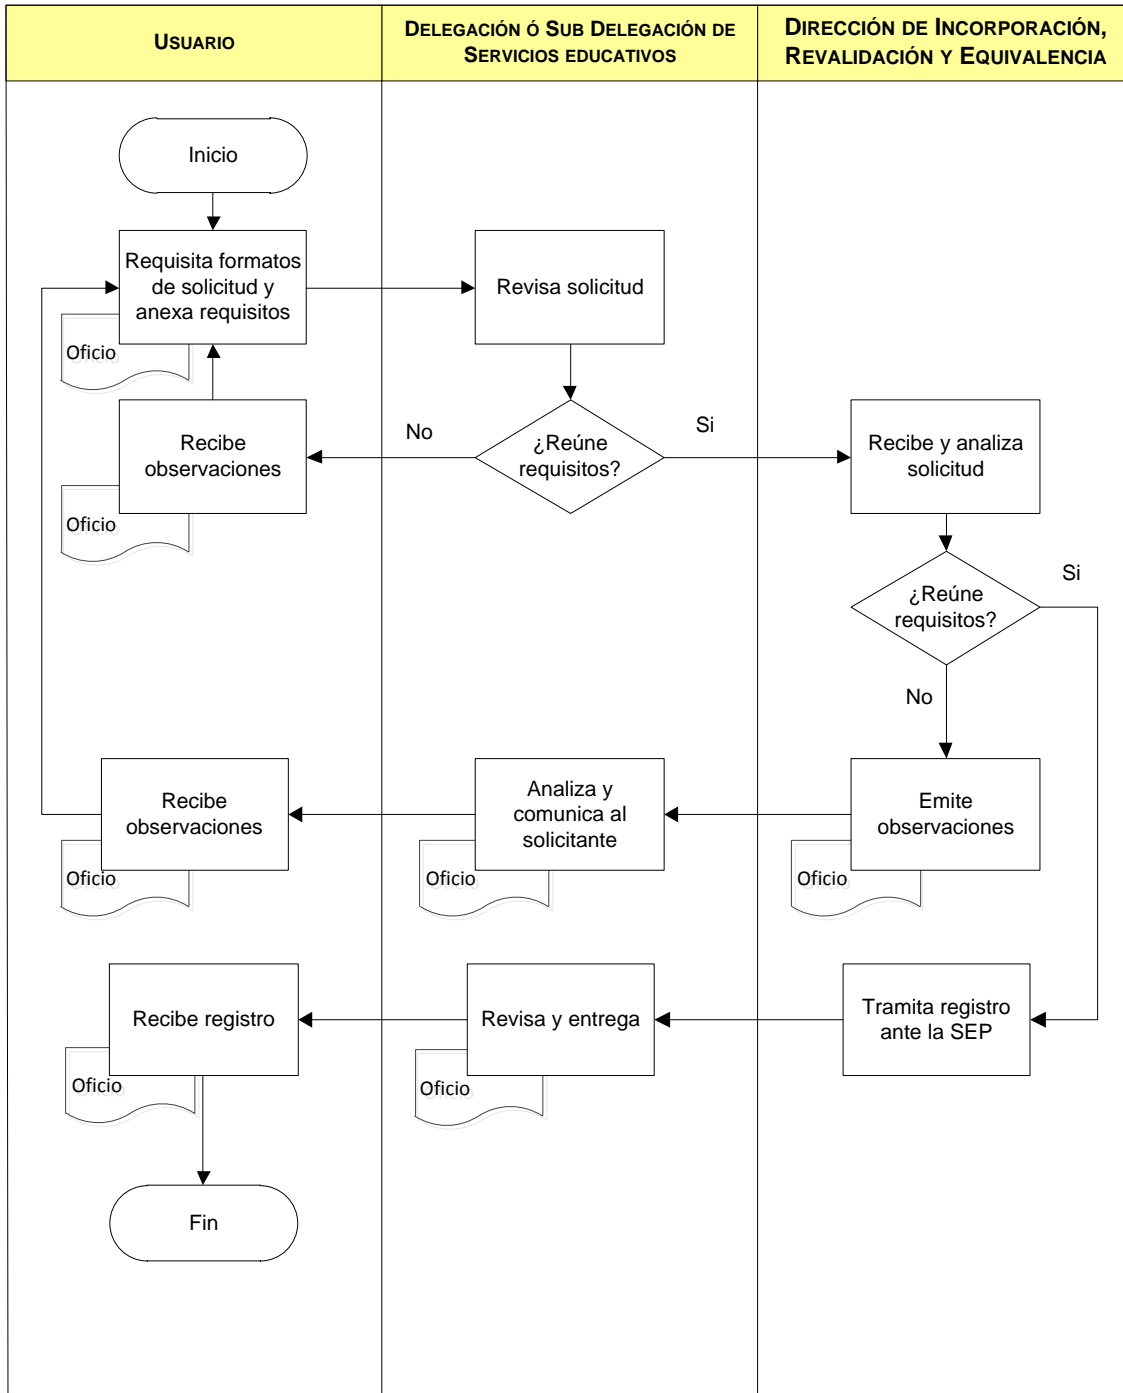 USUARIO
DELEGACIÓN Ó SUB DELEGACIÓN DE
SERVICIOS EDUCATIVOS
DIRECCIÓN DE INCORPORACIÓN,
REVALIDACIÓN Y EQUIVALENCIA
Inicio
Requisita formatos
de solicitud y
anexa requisitos
Oficio
Revisa solicitud
Recibe
observaciones
Oficio
No
¿Reúne
requisitos?
Si
Recibe y analiza
solicitud
¿Reúne
requisitos?
Si
No
Recibe
observaciones
Oficio
Analiza y
comunica al
solicitante
Oficio
Emite
observaciones
Oficio
Recibe registro
Oficio
Revisa y entrega
Oficio
Tramita registro
ante la SEP
Fin